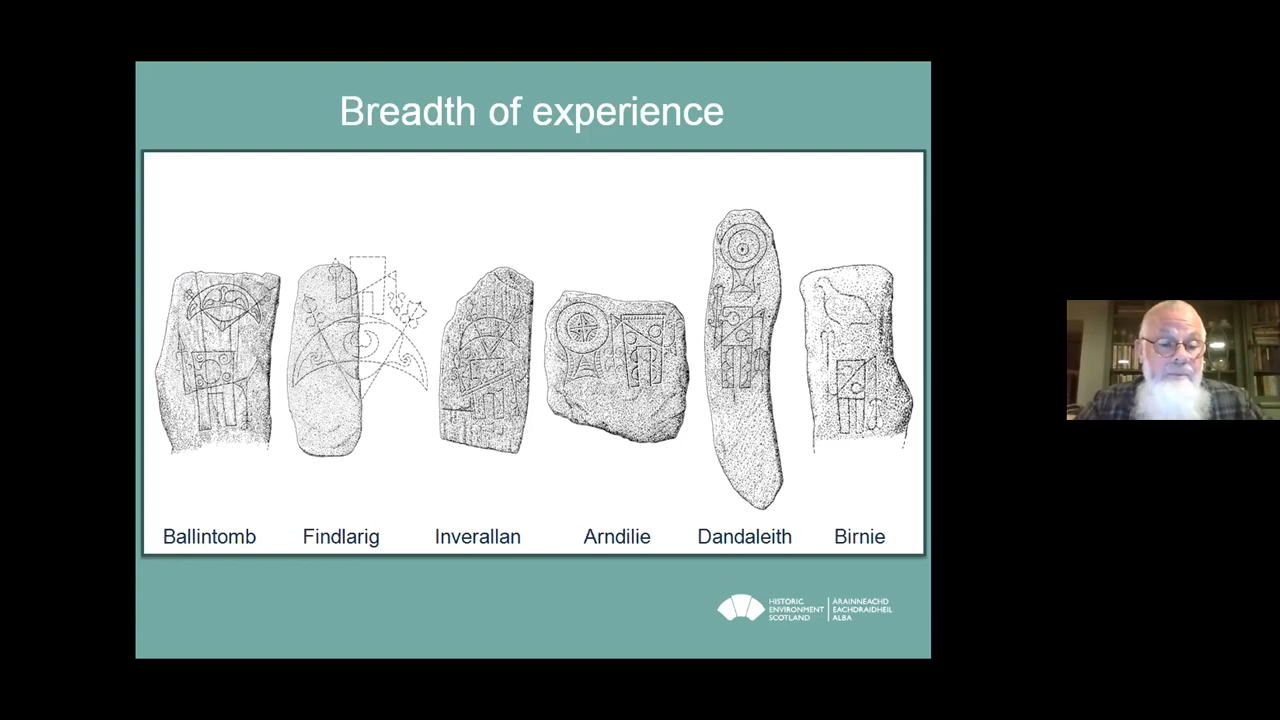 Breadth of experience
Ballintomb Findlarig Inverallan Arndilie Dandaleith Birnie
HISTORIC
ENVIRONMENT
SCOTLAND
ÀRAINNEACHD
EACHDRAIDHEIL
ALBA